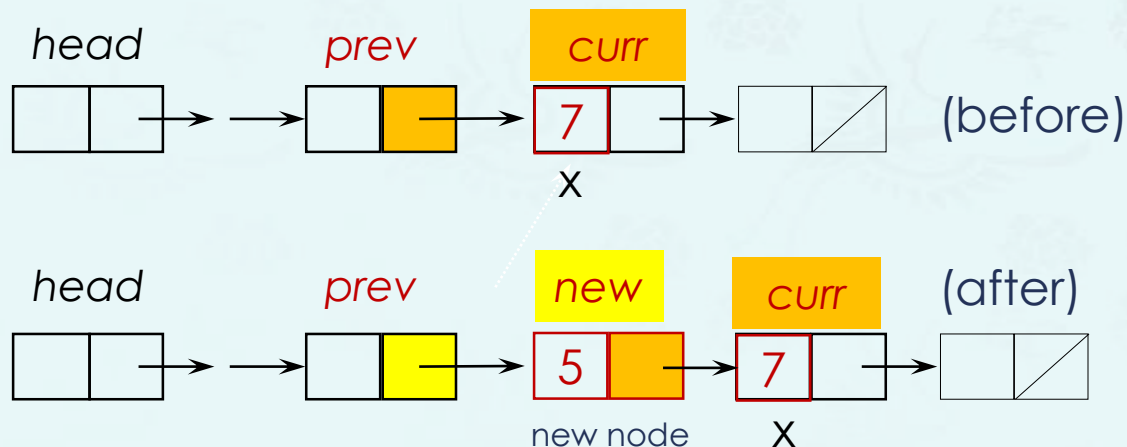 head prev curr
7 (before)
x
head prev new curr (after)
5 7
new node x